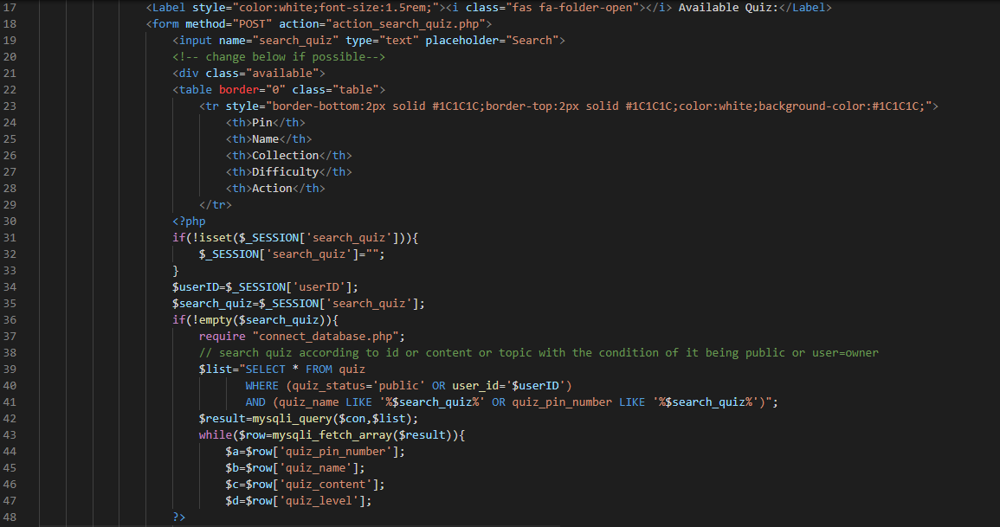 17 <Label style="color:white;font-size:1.5rem;"><i class="fas fa-folder-open"></i> Available Quiz:</Label>
18 <form method="POST" action="action_search_quiz.php">
19 <input name="search_quiz" type="text" placeholder="Search">
20 <!-- change below if possible-->
21 <div class="available">
22 <table border="0" class="table">
23 <tr style="border-bottom:2px solid #1C1C1C;border-top:2px solid #1C1C1C;color:white;background-color:#1C1C1C;">
24 <th>Pin</th>
25 <th>Name</th>
26 <th>Collection</th>
27 <th>Difficulty</th>
28 <th>Action</th>
29 </tr>
30 <?php
31 if(!isset($_SESSION['search_quiz'])){
32 $_SESSION['search_quiz']="";
33 }
34 $userID=$_SESSION['userID'];
35 $search_quiz=$_SESSION['search_quiz'];
36 if(!empty($search_quiz)){
37 require "connect_database.php";
38 // search quiz according to id or content or topic with the condition of it being public or user=owner
39 $list="SELECT * FROM quiz
40 WHERE (quiz_status='public' OR user_id='$userID')
41 AND (quiz_name LIKE '%$search_quiz%' OR quiz_pin_number LIKE '%$search_quiz%')";
42 $result=mysqli_query($con,$list);
43 while($row=mysqli_fetch_array($result)){
44 $a=$row['quiz_pin_number'];
45 $b=$row['quiz_name'];
46 $c=$row['quiz_content'];
47 $d=$row['quiz_level'];
48 ?>